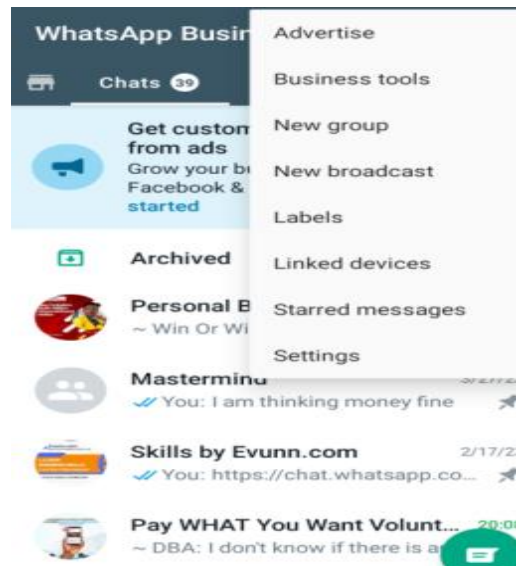 WhatsApp Busin
Advertise
Chats 39
Business tools
New group
New broadcast
Labels
Linked devices
Starred messages
Settings
Get custom
from ads
Grow your bu
Facebook &
started
Archived
Personal B
~ Win Or Wi
Mastermind
You: I am thinking money fine
Skills by Evunn.com 2/17/2
You: https://chat.whatsapp.co...
Pay WHAT You Want Volunt... 20:08
~ DBA: I don't know if there is a